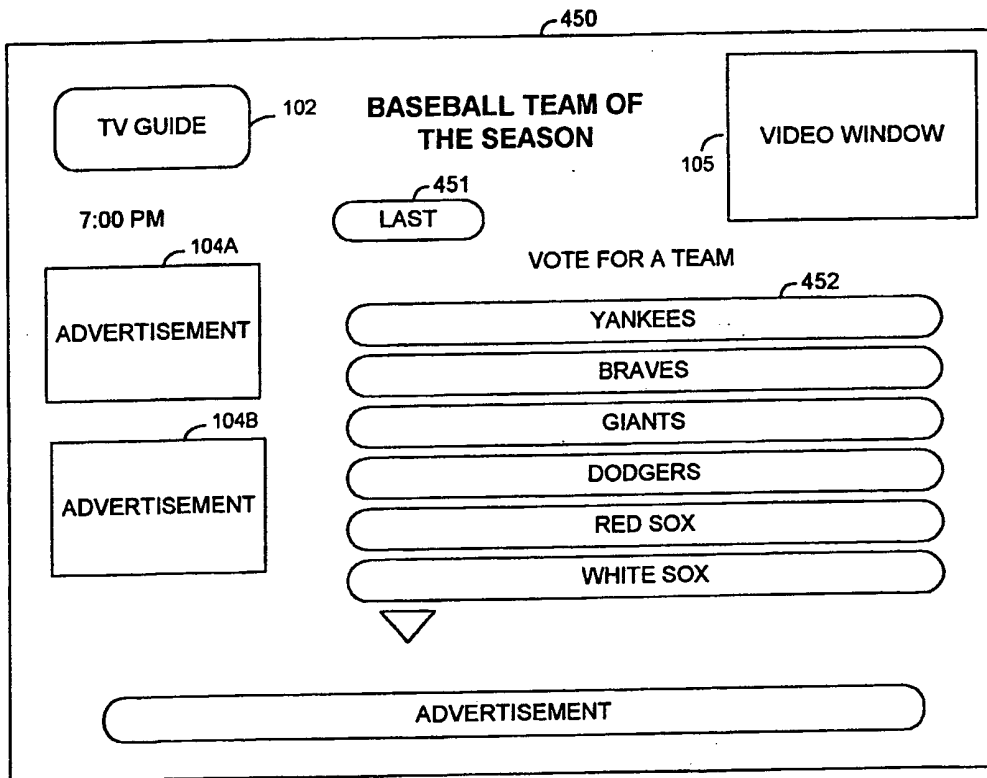 450
TV GUIDE
102
BASEBALL TEAM OF
THE SEASON
VIDEO WINDOW
105
451
LAST
7:00 PM
104A
ADVERTISEMENT
VOTE FOR A TEAM
452
YANKEES
BRAVES
GIANTS
104B
ADVERTISEMENT
DODGERS
RED SOX
WHITE SOX
ADVERTISEMENT